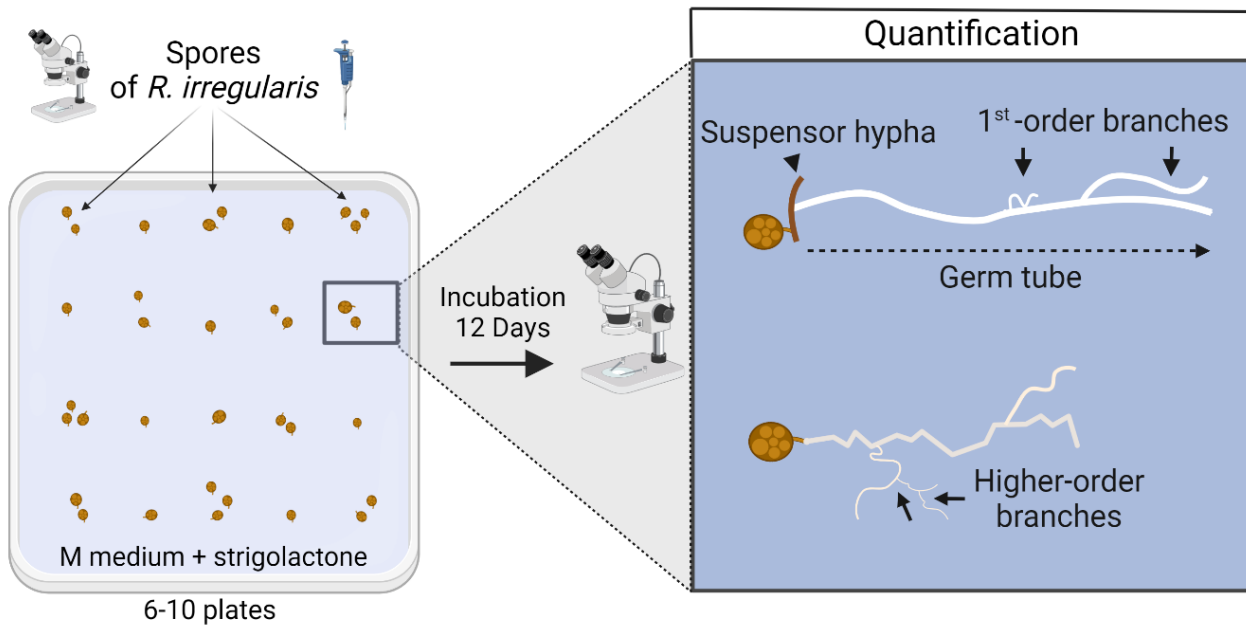 Spores
of R. irregularis
M medium + strigolactone
6-10 plates
Incubation
12 Days
Quantification
Suspensor hypha
1st-order branches
Germ tube
Higher-order
branches